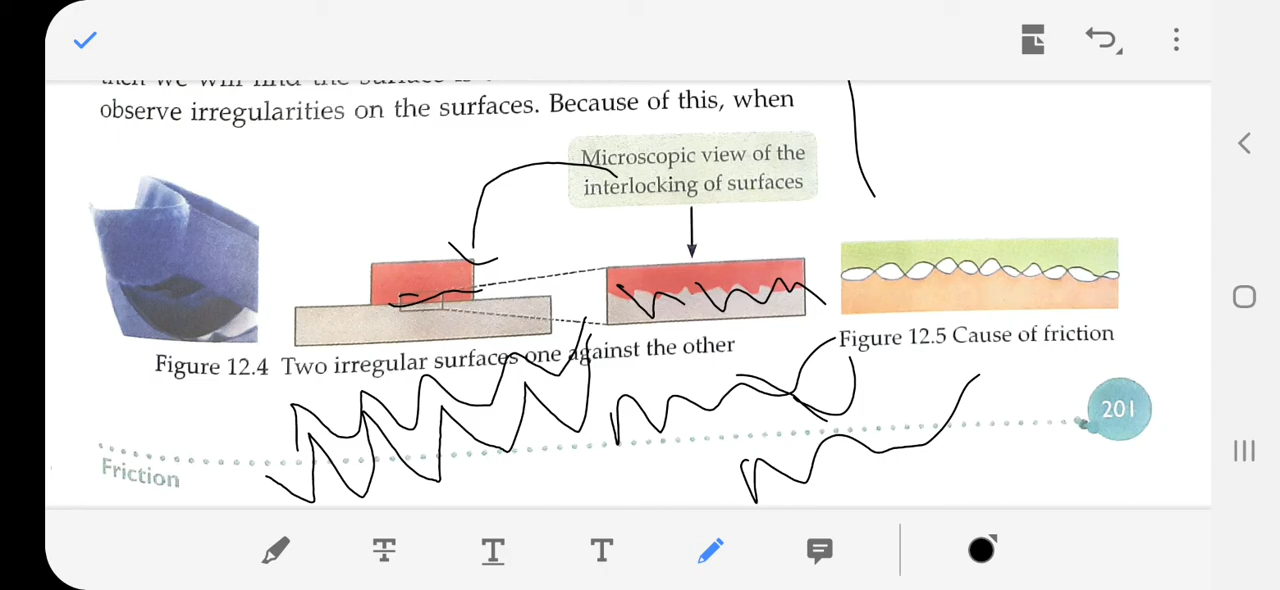 observe irregularities on the surfaces. Because of this, when
Microscopic view of the
interlocking of surfaces
Figure 12.4 Two irregular surfaces one against the other
Figure 12.5 Cause of friction
201
Friction
T
T
T